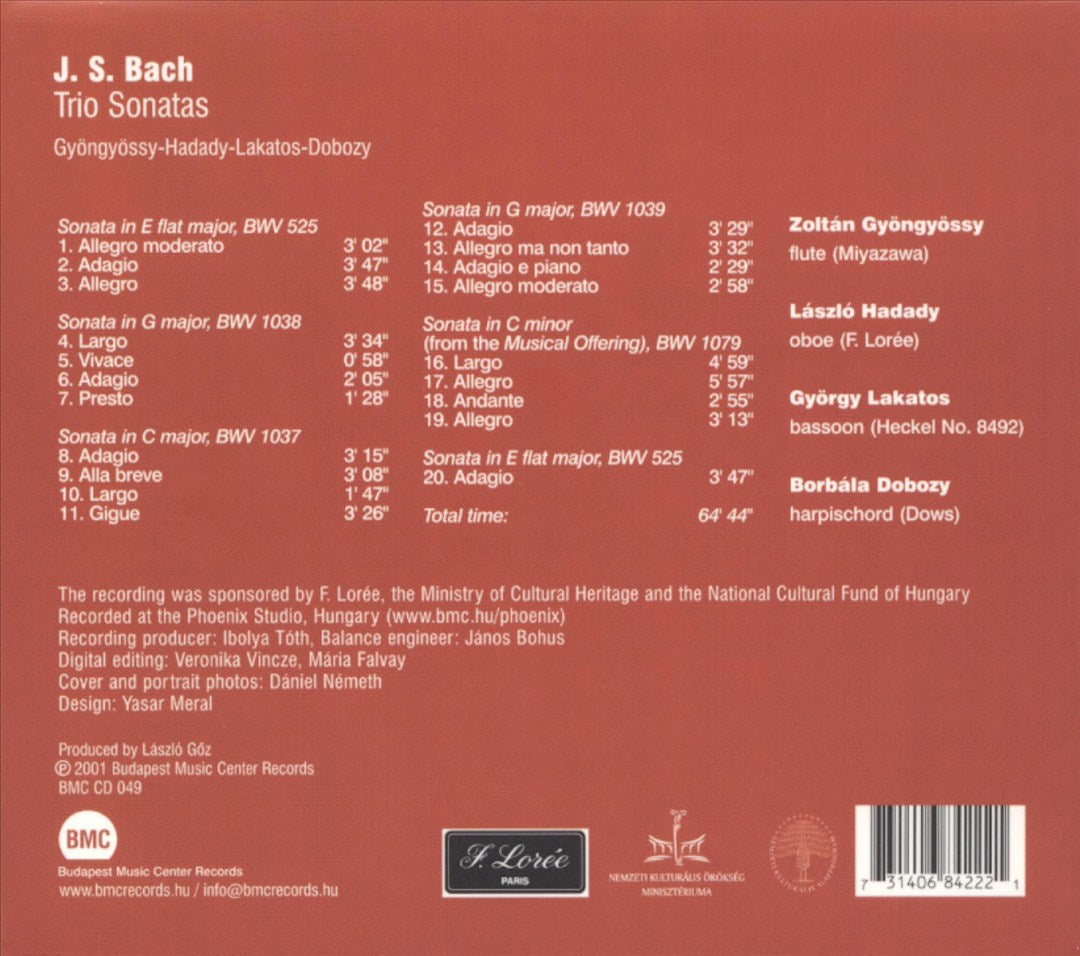 J. S. Bach
Trio Sonatas
Gyöngyössy-Hadady-Lakatos-Dobozy
Sonata in E flat major, BWV 525
1. Allegro moderato 3' 02"
2. Adagio 3' 47"
3. Allegro 3' 48"
Sonata in G major, BWV 1038
4. Largo 3' 34"
5. Vivace 0' 58"
6. Adagio 2' 05"
7. Presto 1' 28"
Sonata in C major, BWV 1037
8. Adagio 3' 15"
9. Alla breve 3' 08"
10. Largo 1' 47"
11. Gigue 3' 26"
Sonata in G major, BWV 1039
12. Adagio 3' 29"
13. Allegro ma non tanto 3' 32"
14. Adagio e piano 2' 29"
15. Allegro moderato 2' 58"
Sonata in C minor
(from the Musical Offering), BWV 1079
16. Largo 4' 59"
17. Allegro 5' 57"
18. Andante 2' 55"
19. Allegro 3' 13"
Sonata in E flat major, BWV 525
20. Adagio 3' 47"
Total time: 64' 44"
Zoltán Gyöngyössy
flute (Miyazawa)
László Hadady
oboe (F. Lorée)
György Lakatos
bassoon (Heckel No. 8492)
Borbála Dobozy
harpischord (Dows)
The recording was sponsored by F. Lorée, the Ministry of Cultural Heritage and the National Cultural Fund of Hungary
Recorded at the Phoenix Studio, Hungary (www.bmc.hu/phoenix)
Recording producer: Ibolya Tóth, Balance engineer: János Bohus
Digital editing: Veronika Vincze, Mária Falvay
Cover and portrait photos: Dániel Németh
Design: Yasar Meral
Produced by László Gőz
℗ 2001 Budapest Music Center Records
BMC CD 049
BMC
Budapest Music Center Records
www.bmcrecords.hu / info@bmcrecords.hu
F. Lorée
PARIS
NEMZETI KULTURÁLIS ÖRÖKSÉG
MINISZTÉRIUMA
7 31406 84222 1